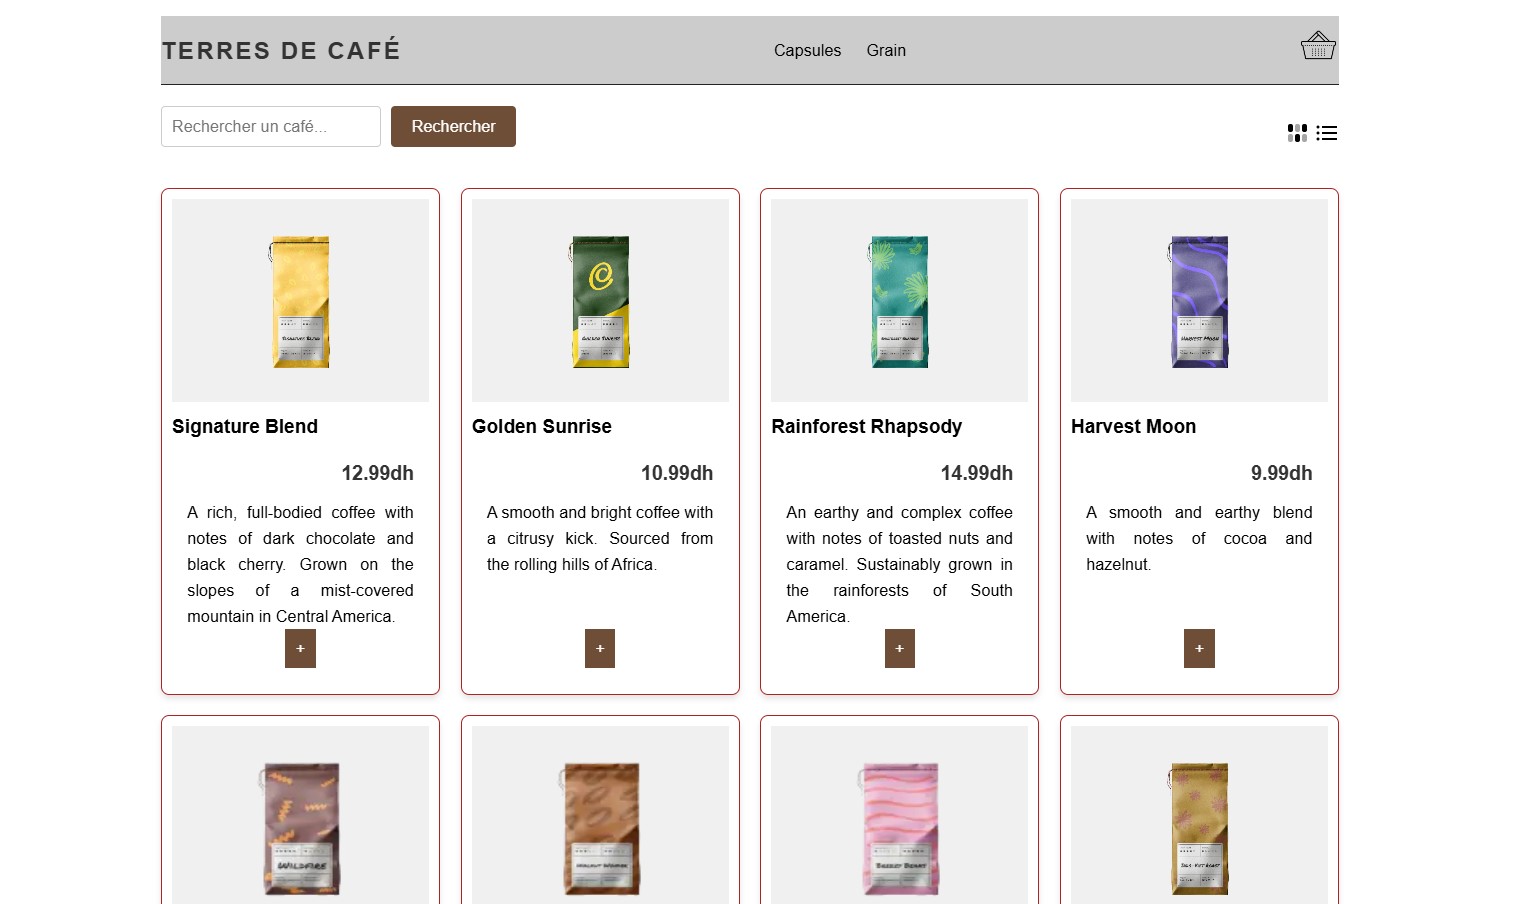 TERRES DE CAFÉ
Capsules Grain
Rechercher un café... Rechercher
Signature Blend
12.99dh
A rich, full-bodied coffee with
notes of dark chocolate and
black cherry. Grown on the
slopes of a mist-covered
mountain in Central America.
+
Golden Sunrise
10.99dh
A smooth and bright coffee with
a citrusy kick. Sourced from
the rolling hills of Africa.
+
Rainforest Rhapsody
14.99dh
An earthy and complex coffee
with notes of toasted nuts and
caramel. Sustainably grown in
the rainforests of South
America.
+
HARVEST MOON
Harvest Moon
9.99dh
A smooth and earthy blend
with notes of cocoa and
hazelnut.
+
WILDFIRE